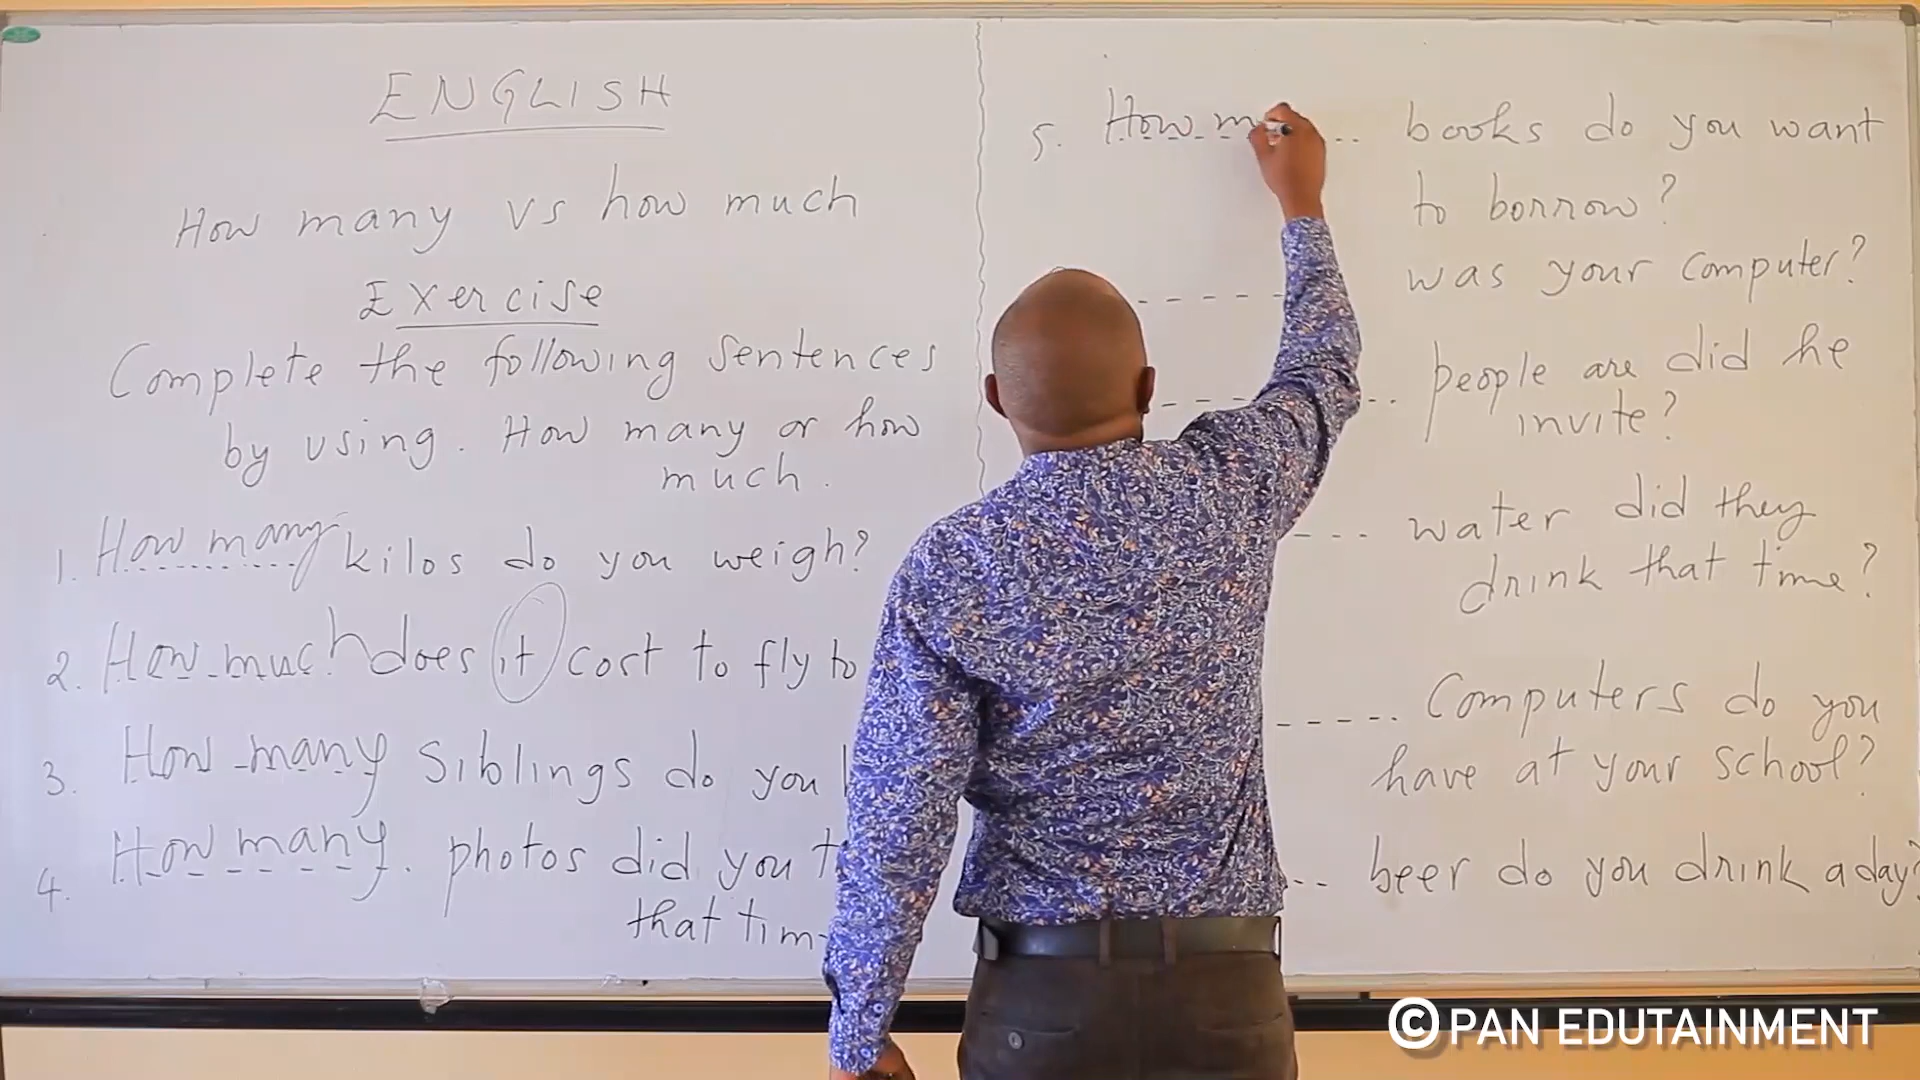 ENGLISH
How many vs how much
Exercise
Complete the following sentences
by using. How many or how
much.
1. How many kilos do you weigh?
2. How much does it cost to fly to
3. How many siblings do you
4. How many. photos did you
that
5. How books do you want
to borrow?
was your computer?
people are did he
invite?
water did they
drink that time?
Computers do you
have at your school?
beer do you drink a day?
© PAN EDUTAINMENT